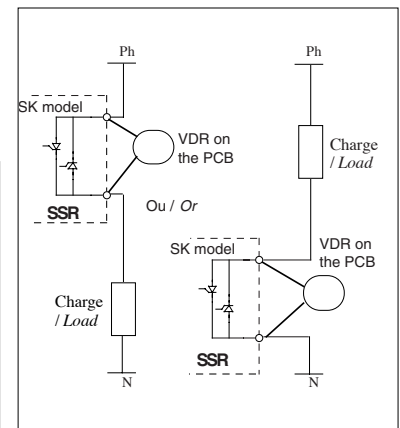 Ph
SK model
VDR on
the PCB
SSR
Ou / Or
Charge
/ Load
N
Ph
Charge
/ Load
SK model
VDR on
the PCB
SSR
N